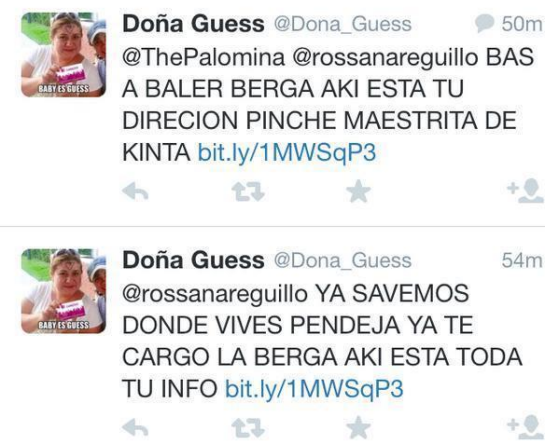 Doña Guess @Dona_Guess 50m
@ThePalomina @rossanareguillo BAS
A BALER BERGA AKI ESTA TU
DIRECION PINCHE MAESTRITA DE
KINTA bit.ly/1MWSqP3
BABY ES GUESS
Doña Guess @Dona_Guess 54m
@rossanareguillo YA SAVEMOS
DONDE VIVES PENDEJA YA TE
CARGO LA BERGA AKI ESTA TODA
TU INFO bit.ly/1MWSqP3
BABY ES GUESS